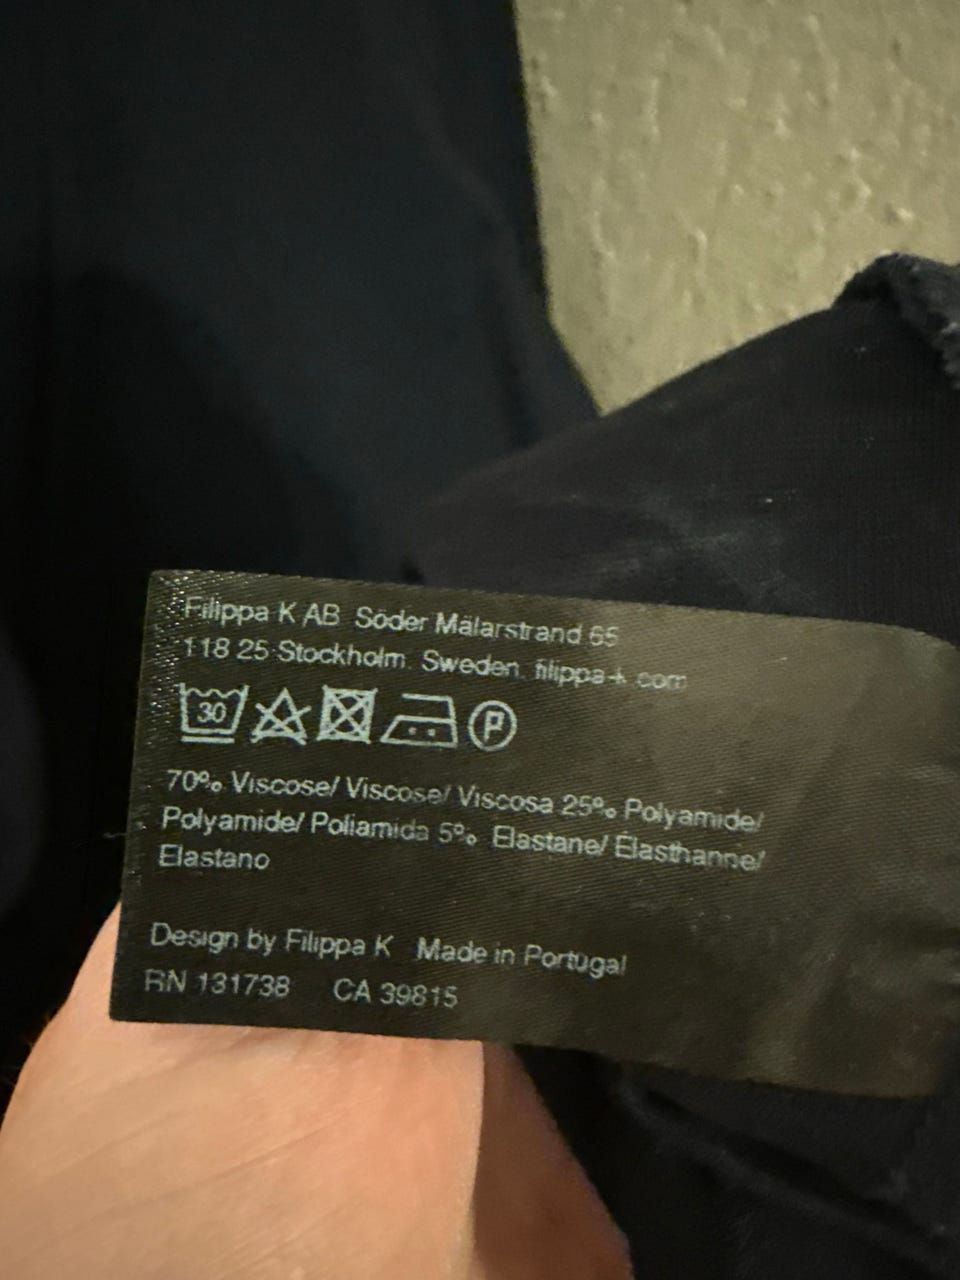 Filippa K AB Söder Mälarstrand 65
118 25 Stockholm. Sweden. filippa-k.com
30 P
70% Viscose/ Viscose/ Viscosa 25% Polyamide/
Polyamide/ Poliamida 5% Elastane/ Élasthanne/
Elastano
Design by Filippa K Made in Portugal
RN 131738 CA 39815